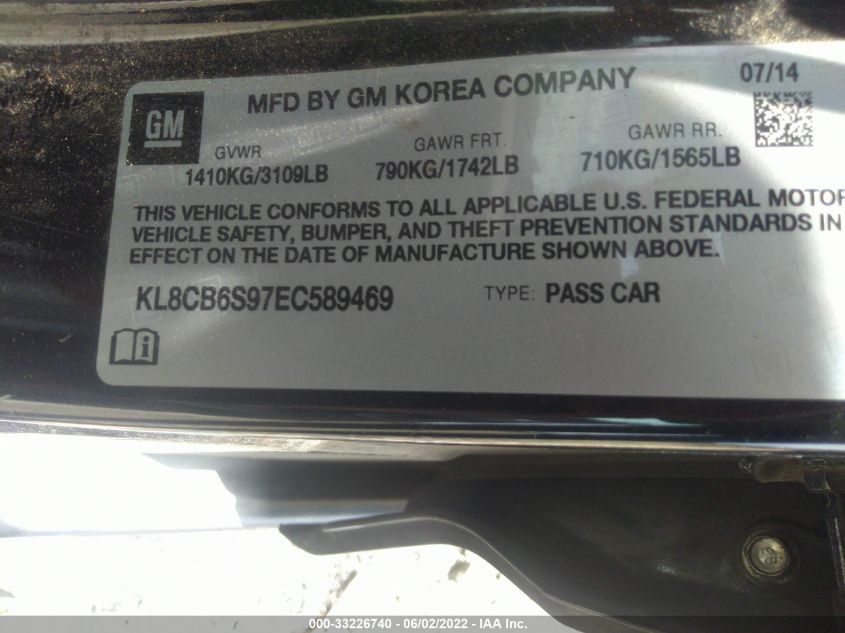 MFD BY GM KOREA COMPANY 07/14
GM
GVWR GAWR FRT. GAWR RR.
1410KG/3109LB 790KG/1742LB 710KG/1565LB
THIS VEHICLE CONFORMS TO ALL APPLICABLE U.S. FEDERAL MOTOR
VEHICLE SAFETY, BUMPER, AND THEFT PREVENTION STANDARDS IN
EFFECT ON THE DATE OF MANUFACTURE SHOWN ABOVE.
KL8CB6S97EC589469 TYPE: PASS CAR
000-33226740 - 06/02/2022 - IAA Inc.